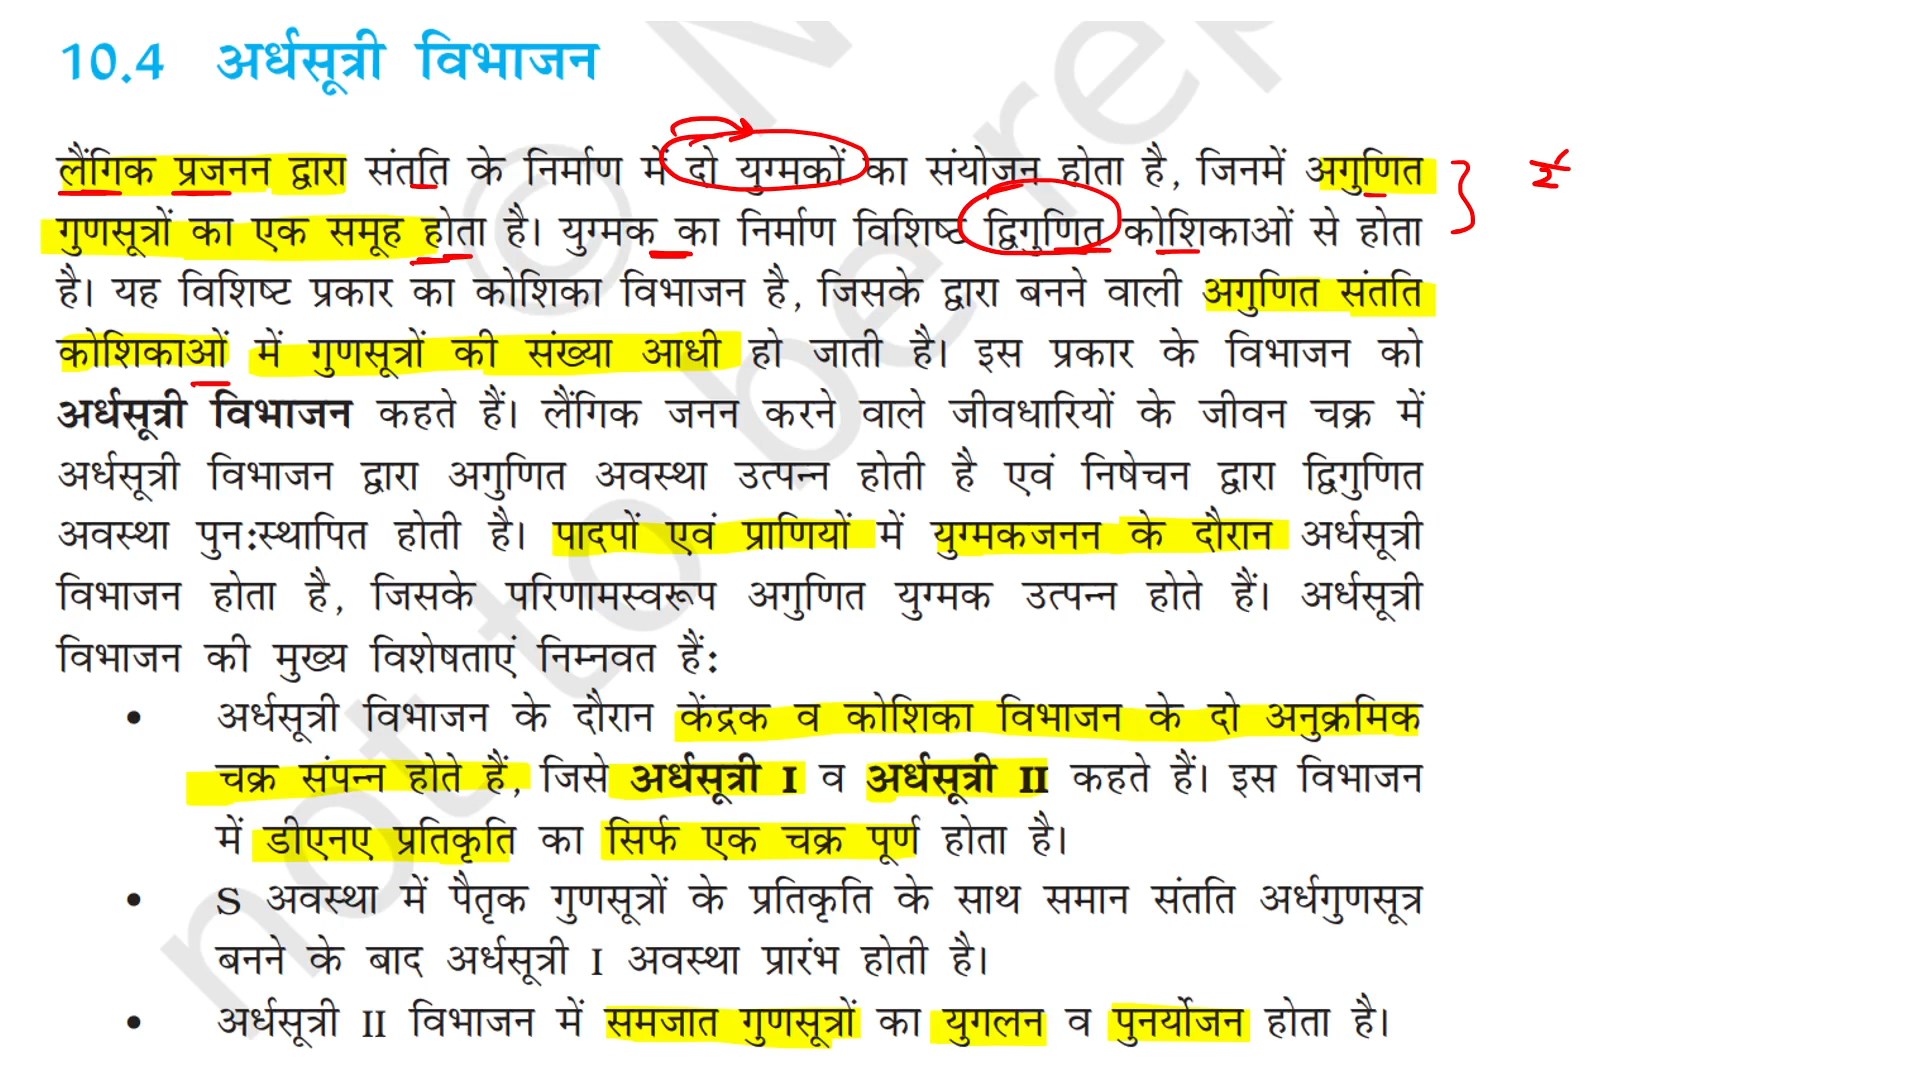 10.4 अर्धसूत्री विभाजन
लैंगिक प्रजनन द्वारा संतति के निर्माण में दो युग्मकों का संयोजन होता है, जिनमें अगुणित
गुणसूत्रों का एक समूह होता है। युग्मक का निर्माण विशिष्ट द्विगुणित कोशिकाओं से होता
है। यह विशिष्ट प्रकार का कोशिका विभाजन है, जिसके द्वारा बनने वाली अगुणित संतति
कोशिकाओं में गुणसूत्रों की संख्या आधी हो जाती है। इस प्रकार के विभाजन को
अर्धसूत्री विभाजन कहते हैं। लैंगिक जनन करने वाले जीवधारियों के जीवन चक्र में
अर्धसूत्री विभाजन द्वारा अगुणित अवस्था उत्पन्न होती है एवं निषेचन द्वारा द्विगुणित
अवस्था पुन:स्थापित होती है। पादपों एवं प्राणियों में युग्मकजनन के दौरान अर्धसूत्री
विभाजन होता है, जिसके परिणामस्वरूप अगुणित युग्मक उत्पन्न होते हैं। अर्धसूत्री
विभाजन की मुख्य विशेषताएं निम्नवत हैं:
• अर्धसूत्री विभाजन के दौरान केंद्रक व कोशिका विभाजन के दो अनुक्रमिक
चक्र संपन्न होते हैं, जिसे अर्धसूत्री I व अर्धसूत्री II कहते हैं। इस विभाजन
में डीएनए प्रतिकृति का सिर्फ एक चक्र पूर्ण होता है।
• S अवस्था में पैतृक गुणसूत्रों के प्रतिकृति के साथ समान संतति अर्धगुणसूत्र
बनने के बाद अर्धसूत्री I अवस्था प्रारंभ होती है।
• अर्धसूत्री II विभाजन में समजात गुणसूत्रों का युगलन व पुनर्योजन होता है।
not to be rep